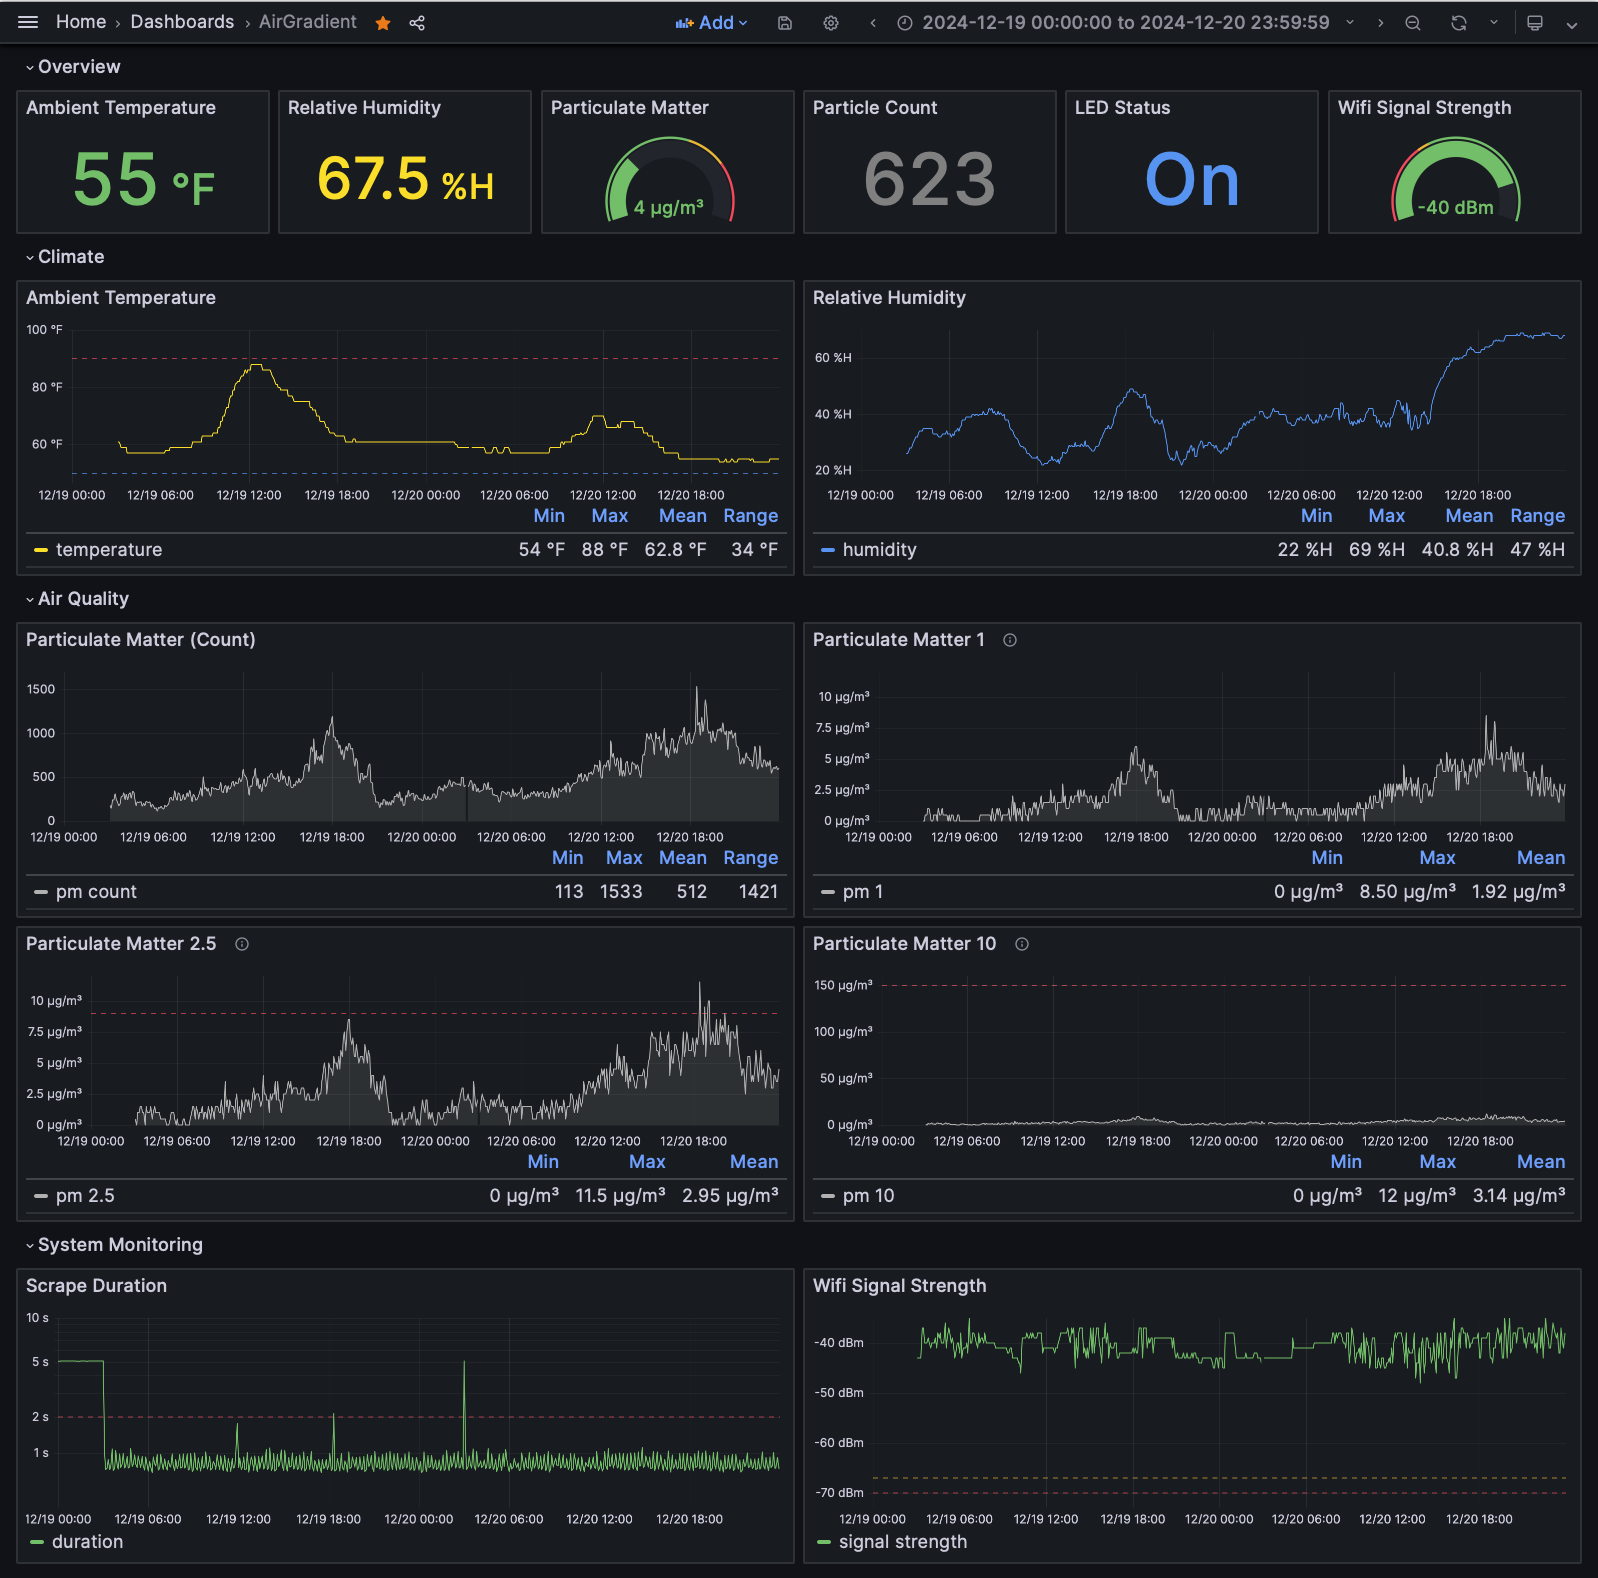 Home › Dashboards › AirGradient Add 2024-12-19 00:00:00 to 2024-12-20 23:59:59
Overview
Ambient Temperature
55 °F
Relative Humidity
67.5 %H
Particulate Matter
4 µg/m³
Particle Count
623
LED Status
On
Wifi Signal Strength
-40 dBm
Climate
Ambient Temperature
100 °F
80 °F
60 °F
12/19 00:00 12/19 06:00 12/19 12:00 12/19 18:00 12/20 00:00 12/20 06:00 12/20 12:00 12/20 18:00
Min Max Mean Range
temperature 54 °F 88 °F 62.8 °F 34 °F
Relative Humidity
60 %H
40 %H
20 %H
12/19 00:00 12/19 06:00 12/19 12:00 12/19 18:00 12/20 00:00 12/20 06:00 12/20 12:00 12/20 18:00
Min Max Mean Range
humidity 22 %H 69 %H 40.8 %H 47 %H
Air Quality
Particulate Matter (Count)
1500
1000
500
0
12/19 00:00 12/19 06:00 12/19 12:00 12/19 18:00 12/20 00:00 12/20 06:00 12/20 12:00 12/20 18:00
Min Max Mean Range
pm count 113 1533 512 1421
Particulate Matter 1
10 µg/m³
7.5 µg/m³
5 µg/m³
2.5 µg/m³
0 µg/m³
12/19 00:00 12/19 06:00 12/19 12:00 12/19 18:00 12/20 00:00 12/20 06:00 12/20 12:00 12/20 18:00
Min Max Mean
pm 1 0 µg/m³ 8.50 µg/m³ 1.92 µg/m³
Particulate Matter 2.5
10 µg/m³
7.5 µg/m³
5 µg/m³
2.5 µg/m³
0 µg/m³
12/19 00:00 12/19 06:00 12/19 12:00 12/19 18:00 12/20 00:00 12/20 06:00 12/20 12:00 12/20 18:00
Min Max Mean
pm 2.5 0 µg/m³ 11.5 µg/m³ 2.95 µg/m³
Particulate Matter 10
150 µg/m³
100 µg/m³
50 µg/m³
0 µg/m³
12/19 00:00 12/19 06:00 12/19 12:00 12/19 18:00 12/20 00:00 12/20 06:00 12/20 12:00 12/20 18:00
Min Max Mean
pm 10 0 µg/m³ 12 µg/m³ 3.14 µg/m³
System Monitoring
Scrape Duration
10 s
5 s
2 s
1 s
12/19 00:00 12/19 06:00 12/19 12:00 12/19 18:00 12/20 00:00 12/20 06:00 12/20 12:00 12/20 18:00
duration
Wifi Signal Strength
-40 dBm
-50 dBm
-60 dBm
-70 dBm
12/19 00:00 12/19 06:00 12/19 12:00 12/19 18:00 12/20 00:00 12/20 06:00 12/20 12:00 12/20 18:00
signal strength